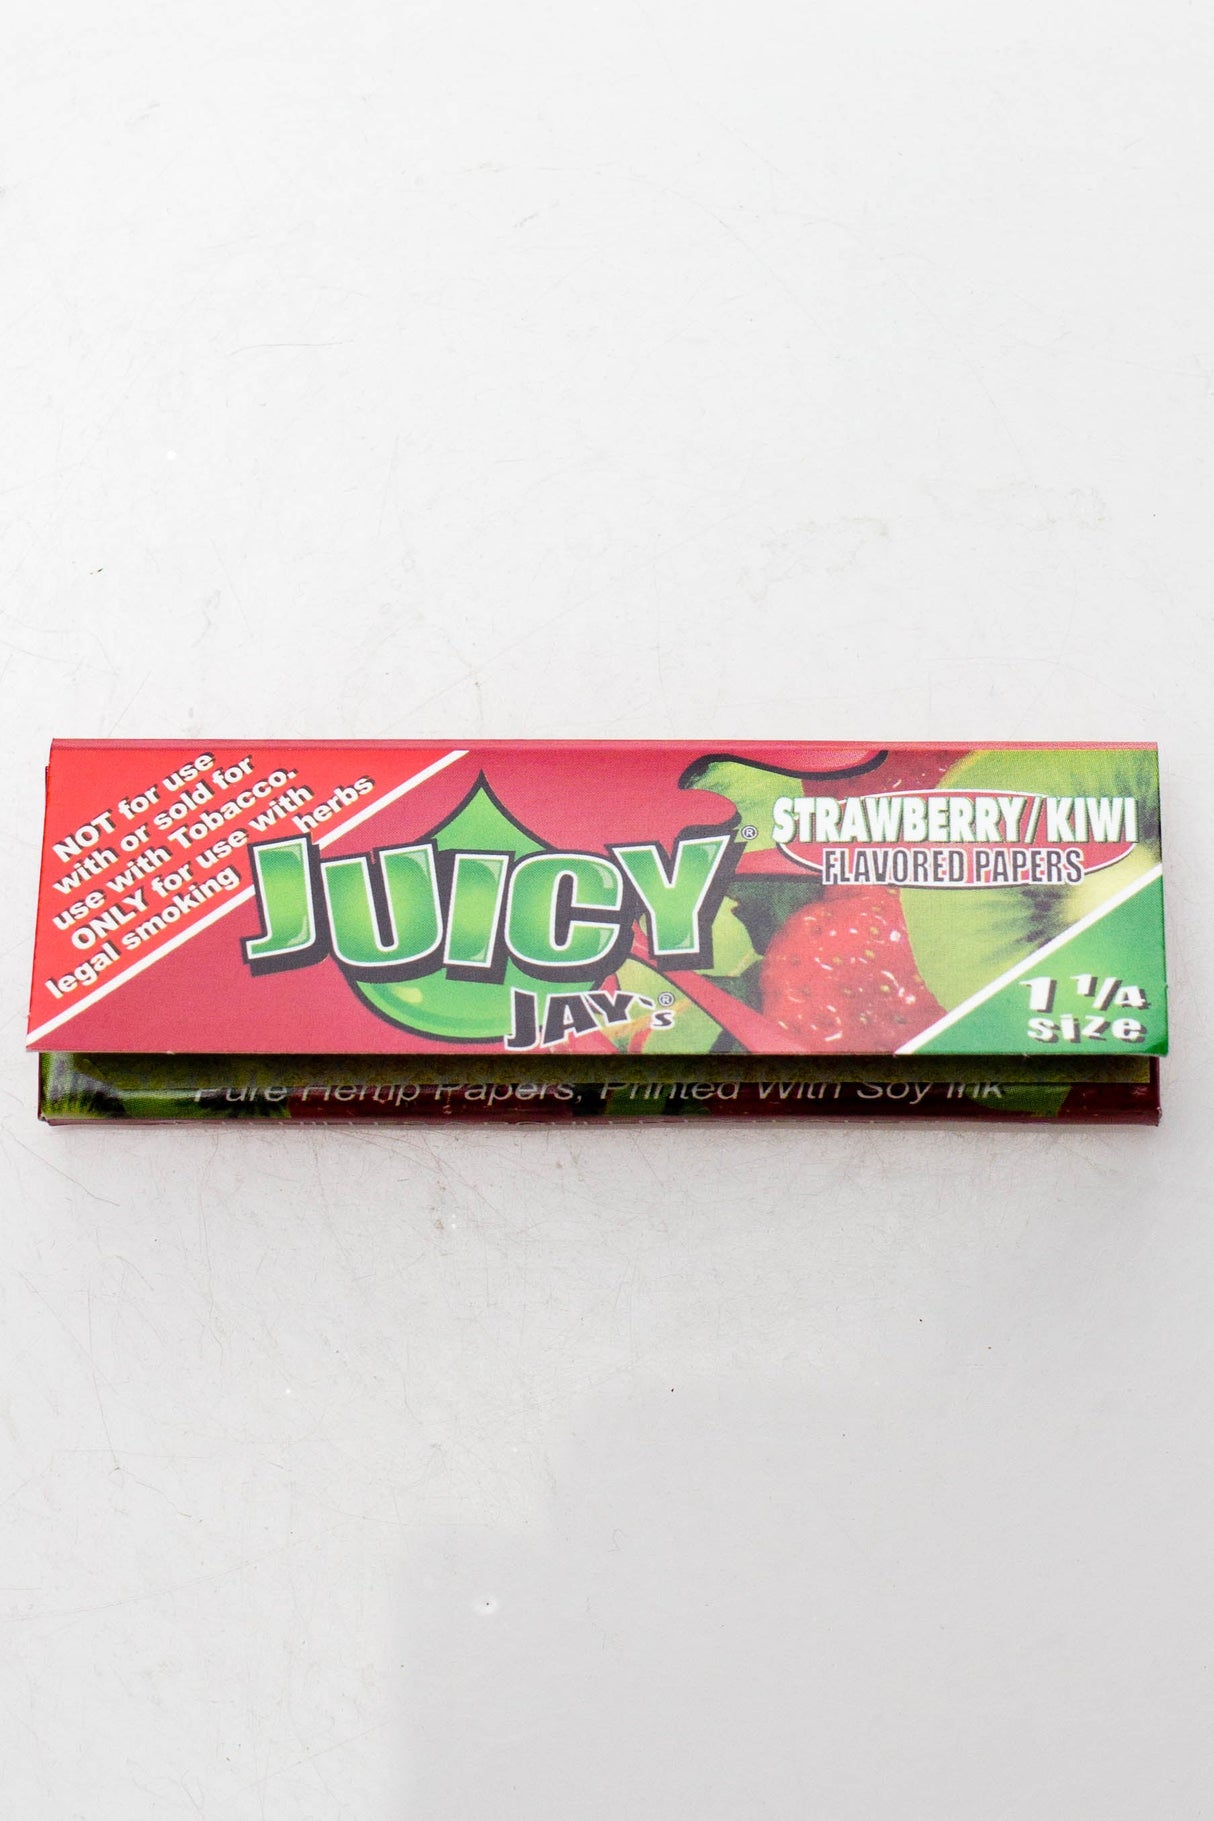 NOT for use
with or sold for
use with Tobacco.
ONLY for use with
legal smoking herbs
JUICY®
JAY's®
STRAWBERRY/KIWI
FLAVORED PAPERS
1 1/4
size
Pure Hemp Papers, Printed With Soy Ink